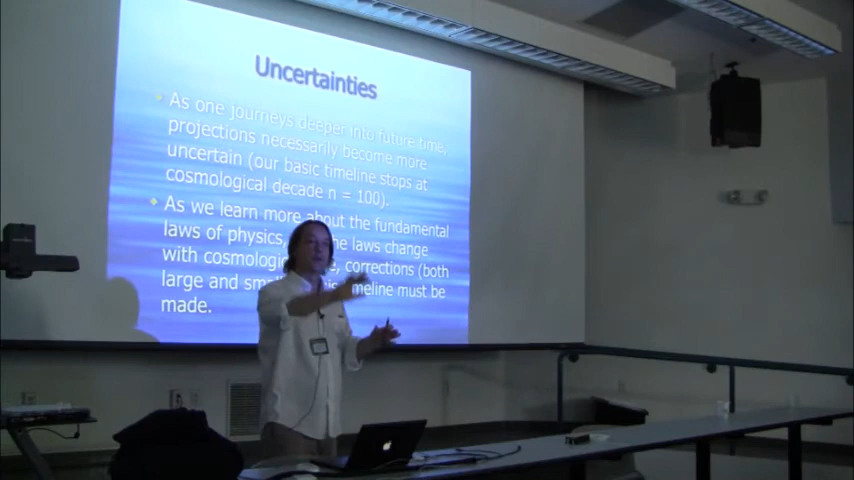 Uncertainties
As one journeys deeper into future time,
projections necessarily become more
uncertain (our basic timeline stops at
cosmological decade n = 100).
As we learn more about the fundamental
laws of physics, laws change
with corrections (both
large and timeline must be
made.